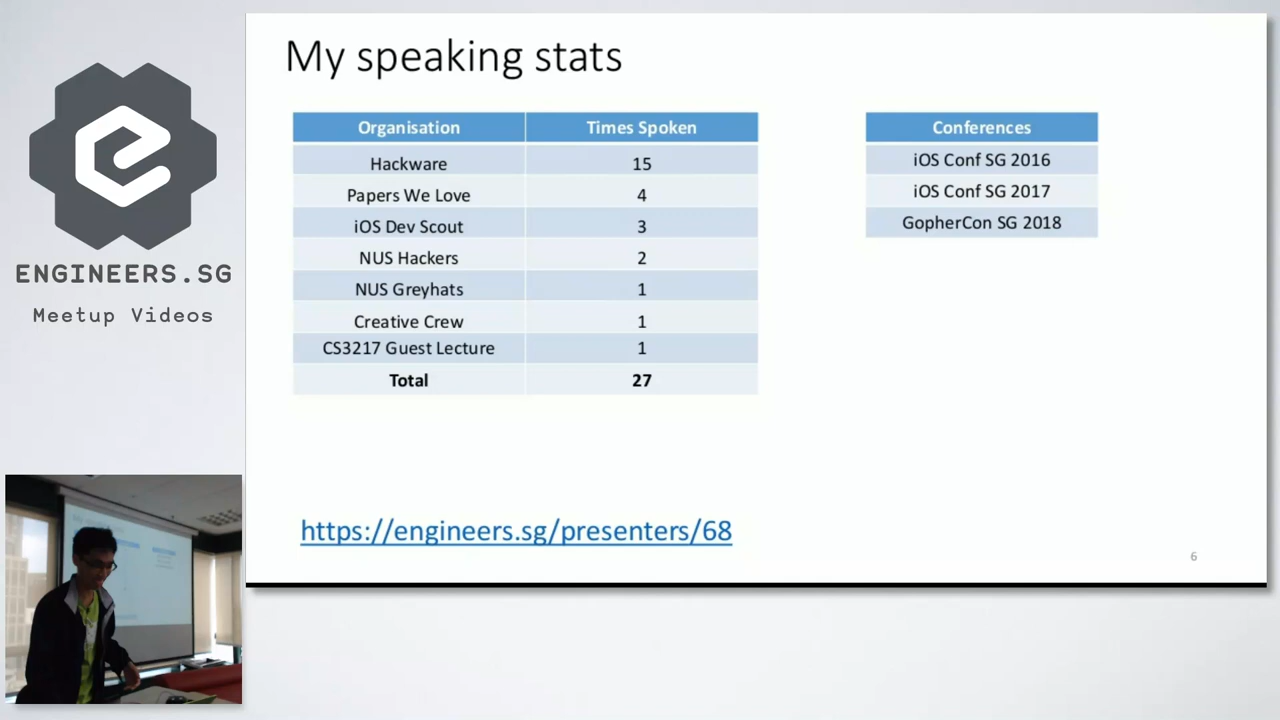 My speaking stats
Organisation Times Spoken
Hackware 15
Papers We Love 4
iOS Dev Scout 3
NUS Hackers 2
NUS Greyhats 1
Creative Crew 1
CS3217 Guest Lecture 1
Total 27
Conferences
iOS Conf SG 2016
iOS Conf SG 2017
GopherCon SG 2018
https://engineers.sg/presenters/68
6
ENGINEERS.SG
Meetup Videos